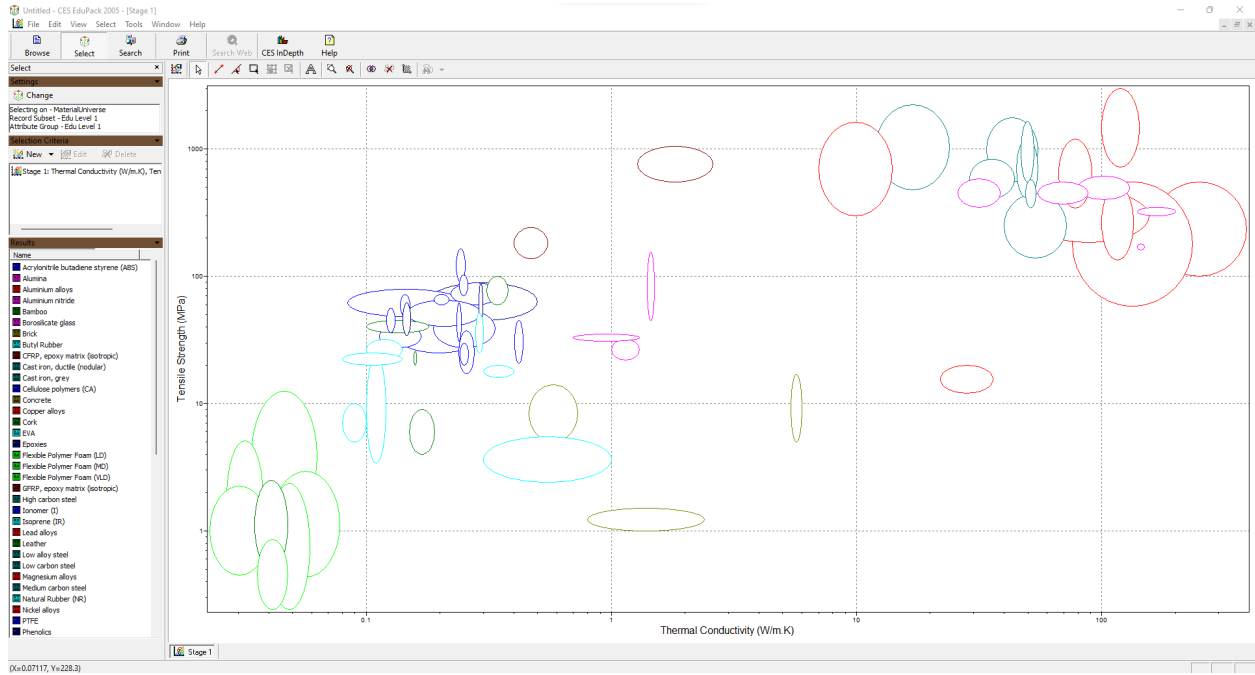 Untitled - CES EduPack 2005 - [Stage 1]
File Edit View Select Tools Window Help
Browse Select Search Print Search Web CES InDepth Help
Select
Settings
Change
Selecting on - MaterialUniverse
Record Subset - Edu Level 1
Attribute Group - Edu Level 1
Selection Criteria
New Edit Delete
Stage 1: Thermal Conductivity (W/m.K), Ten
Results
Name
Acrylonitrile butadiene styrene (ABS)
Alumina
Aluminium alloys
Aluminium nitride
Bamboo
Borosilicate glass
Brick
Butyl Rubber
CFRP, epoxy matrix (isotropic)
Cast iron, ductile (nodular)
Cast iron, grey
Cellulose polymers (CA)
Concrete
Copper alloys
Cork
EVA
Epoxies
Flexible Polymer Foam (LD)
Flexible Polymer Foam (MD)
Flexible Polymer Foam (VLD)
GFRP, epoxy matrix (isotropic)
High carbon steel
Ionomer (I)
Isoprene (IR)
Lead alloys
Leather
Low alloy steel
Low carbon steel
Magnesium alloys
Medium carbon steel
Natural Rubber (NR)
Nickel alloys
PTFE
Phenolics
Tensile Strength (MPa)
1000
100
10
1
0.1 1 10 100
Thermal Conductivity (W/m.K)
Stage 1
(X=0.07117, Y=228.3)